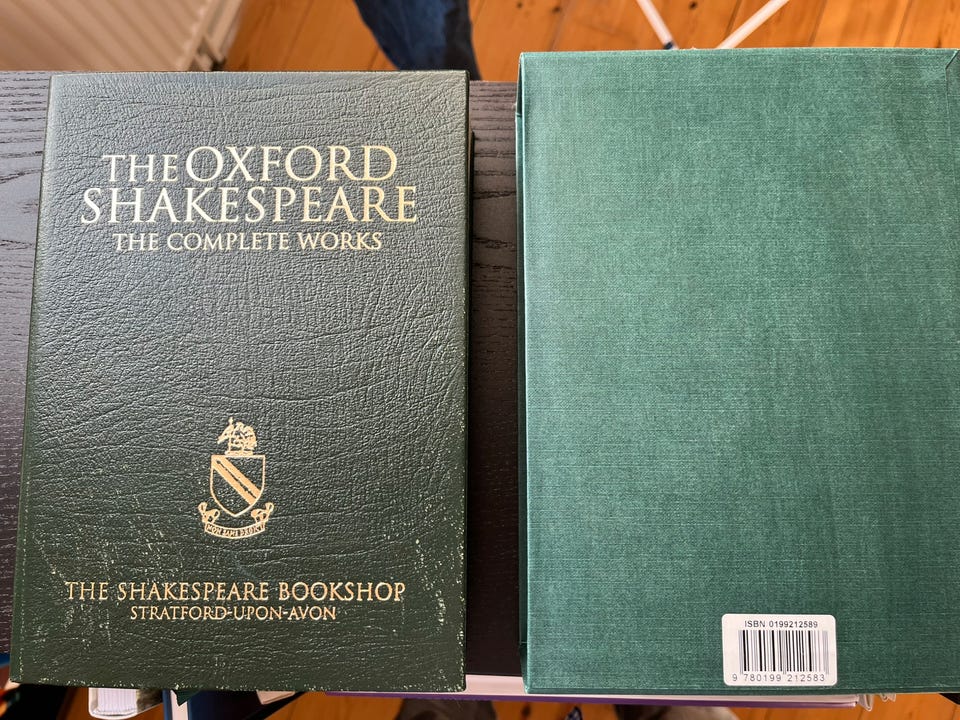 THE OXFORD
SHAKESPEARE
THE COMPLETE WORKS
NON SANZ DROICT
THE SHAKESPEARE BOOKSHOP
STRATFORD-UPON-AVON
ISBN 0199212589
9 780199 212583